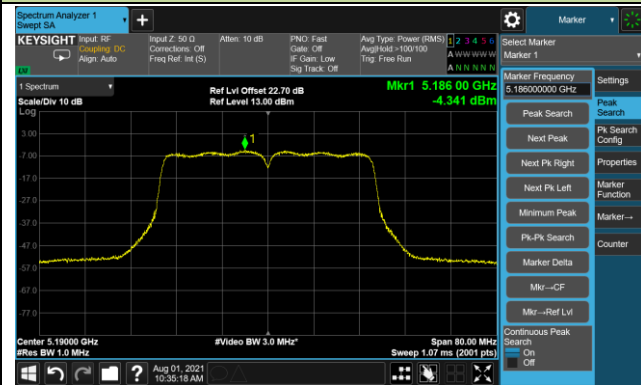 Spectrum Analyzer 1
Swept SA
+
Marker
KEYSIGHT
Input: RF
Coupling: DC
Align: Auto
LXI
Input Z: 50 Ω
Corrections: Off
Freq Ref: Int (S)
Atten: 10 dB
PNO: Fast
Gate: Off
IF Gain: Low
Sig Track: Off
Avg Type: Power (RMS)
Avg|Hold >100/100
Trig: Free Run
1 2 3 4 5 6
A W W W W W
A N N N N N
Select Marker
Marker 1
1 Spectrum
Scale/Div 10 dB
Log
Ref Lvl Offset 22.70 dB
Ref Level 13.00 dBm
Mkr1 5.186 00 GHz
-4.341 dBm
1
3.00
-7.00
-17.0
-27.0
-37.0
-47.0
-57.0
-67.0
-77.0
Center 5.19000 GHz
#Res BW 1.0 MHz
#Video BW 3.0 MHz*
Span 80.00 MHz
Sweep 1.07 ms (2001 pts)
Marker Frequency
5.186000000 GHz
Peak Search
Next Peak
Next Pk Right
Next Pk Left
Minimum Peak
Pk-Pk Search
Marker Delta
Mkr→CF
Mkr→Ref Lvl
Continuous Peak
Search
On
Off
Settings
Peak
Search
Pk Search
Config
Properties
Marker
Function
Marker→
Counter
?
Aug 01, 2021
10:35:18 AM